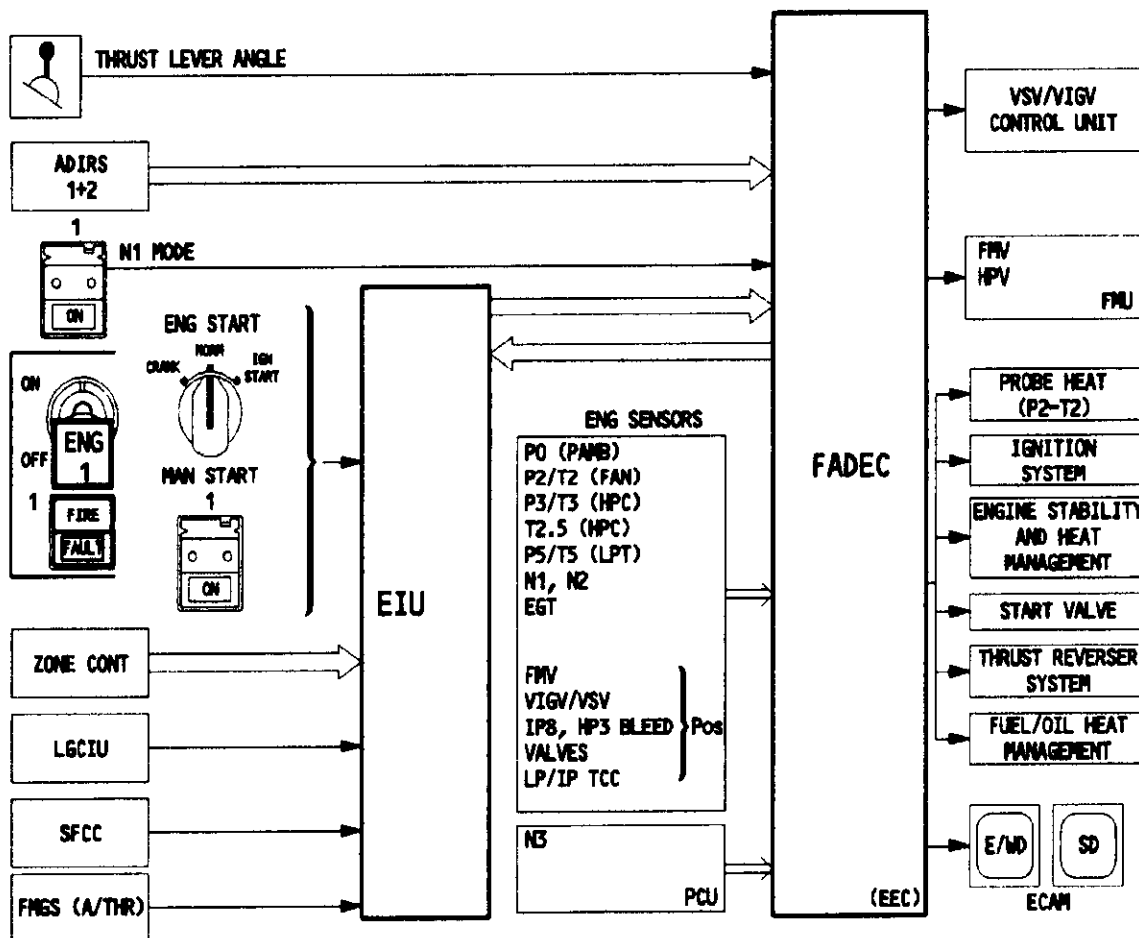 THRUST LEVER ANGLE
ADIRS
1+2
1
N1 MODE
ON
ENG START
CRANK
NORM
IGN
START
ON
OFF
ENG
1
1
FIRE
FAULT
MAN START
1
ON
ZONE CONT
LGCIU
SFCC
FMGS (A/THR)
EIU
ENG SENSORS
PO (PAMB)
P2/T2 (FAN)
P3/T3 (HPC)
T2.5 (HPC)
P5/T5 (LPT)
N1, N2
EGT
FMV
VIGV/VSV
IP8, HP3 BLEED
VALVES
LP/IP TCC
Pos
N3
PCU
FADEC
(EEC)
VSV/VIGV
CONTROL UNIT
FMV
HPV
FMU
PROBE HEAT
(P2-T2)
IGNITION
SYSTEM
ENGINE STABILITY
AND HEAT
MANAGEMENT
START VALVE
THRUST REVERSER
SYSTEM
FUEL/OIL HEAT
MANAGEMENT
E/WD
SD
ECAM